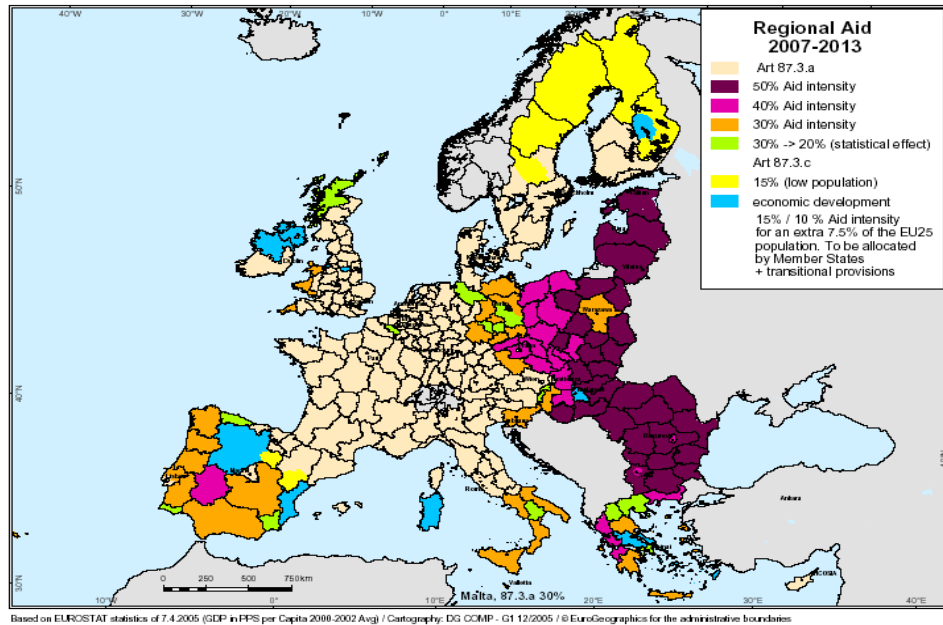 Regional Aid
2007-2013
Art 87.3.a
50% Aid intensity
40% Aid intensity
30% Aid intensity
30% -> 20% (statistical effect)
Art 87.3.c
15% (low population)
economic development
15% / 10 % Aid intensity
for an extra 7.5% of the EU25
population. To be allocated
by Member States
+ transitional provisions
50°N
40°N
30°N
Dublin
Warszawa
Roma
Ankara
Valletta
NICOSIA
0 250 500 750km
Malta, 87.3.a 30%
10°W
0°E
10°E
20°E
30°E
30°W
20°W
10°W
0°
10°E
Based on EUROSTAT statistics of 7.4.2005 (GDP in PPS per Capita 2000-2002 Avg) / Cartography: DG COMP - G1 12/2005 / © EuroGeographics for the administrative boundaries